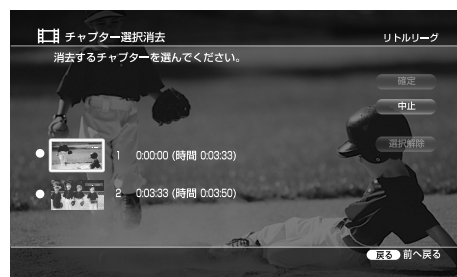 チャプター選択消去
リトルリーグ
消去するチャプターを選んでください。
確定
中止
選択解除
1 0:00:00 (時間 0:03:33)
2 0:03:33 (時間 0:03:50)
戻る 前へ戻る